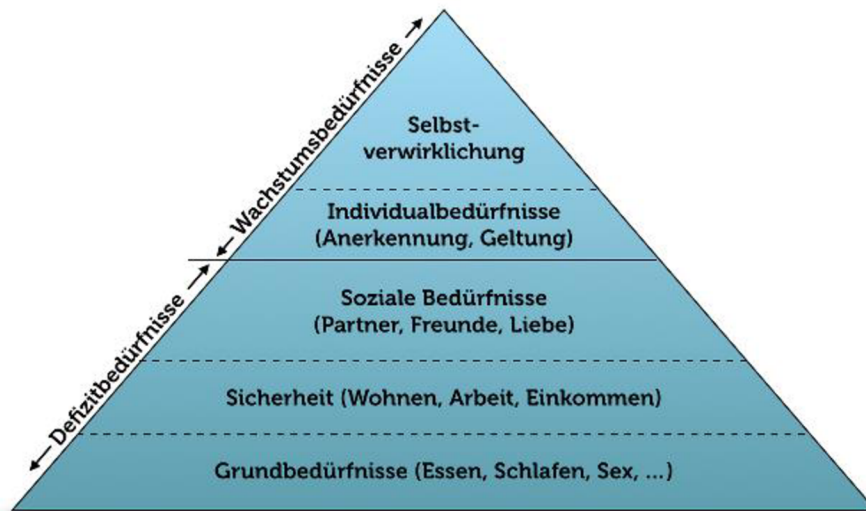 Wachstumsbedürfnisse
Defizitbedürfnisse
Selbst-
verwirklichung
Individualbedürfnisse
(Anerkennung, Geltung)
Soziale Bedürfnisse
(Partner, Freunde, Liebe)
Sicherheit (Wohnen, Arbeit, Einkommen)
Grundbedürfnisse (Essen, Schlafen, Sex, ...)